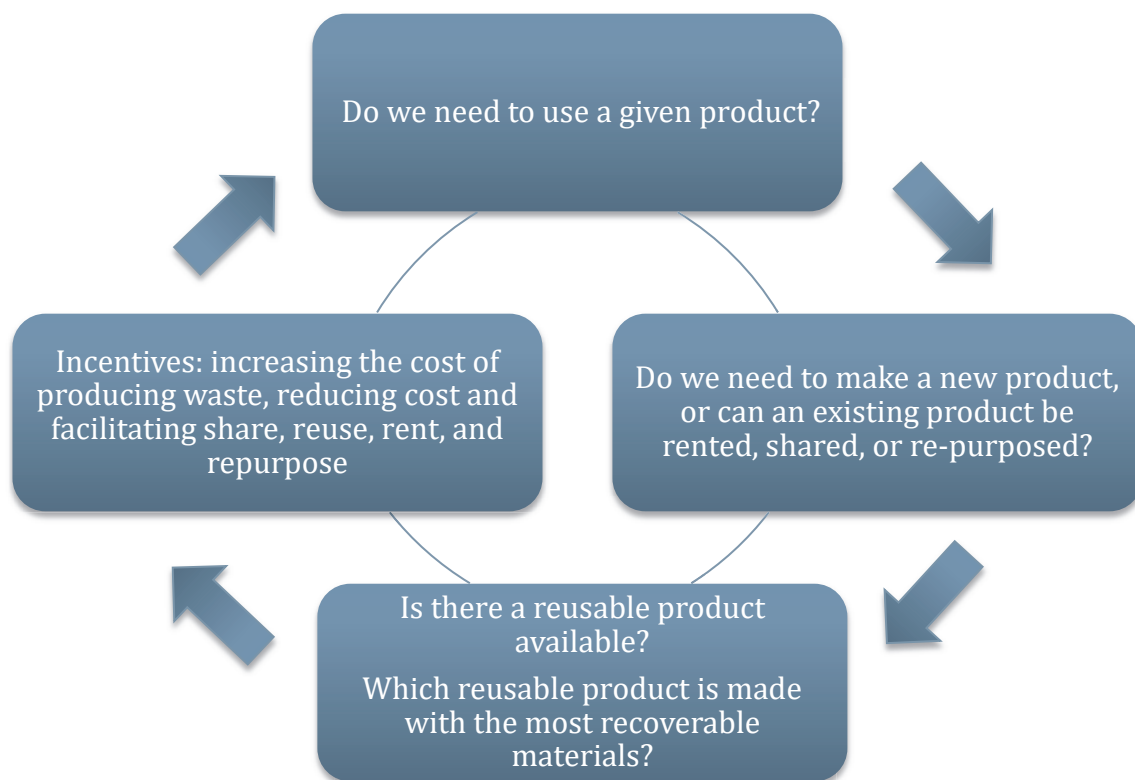 Do we need to use a given product?
Do we need to make a new product,
or can an existing product be
rented, shared, or re-purposed?
Is there a reusable product
available?
Which reusable product is made
with the most recoverable
materials?
Incentives: increasing the cost of
producing waste, reducing cost and
facilitating share, reuse, rent, and
repurpose